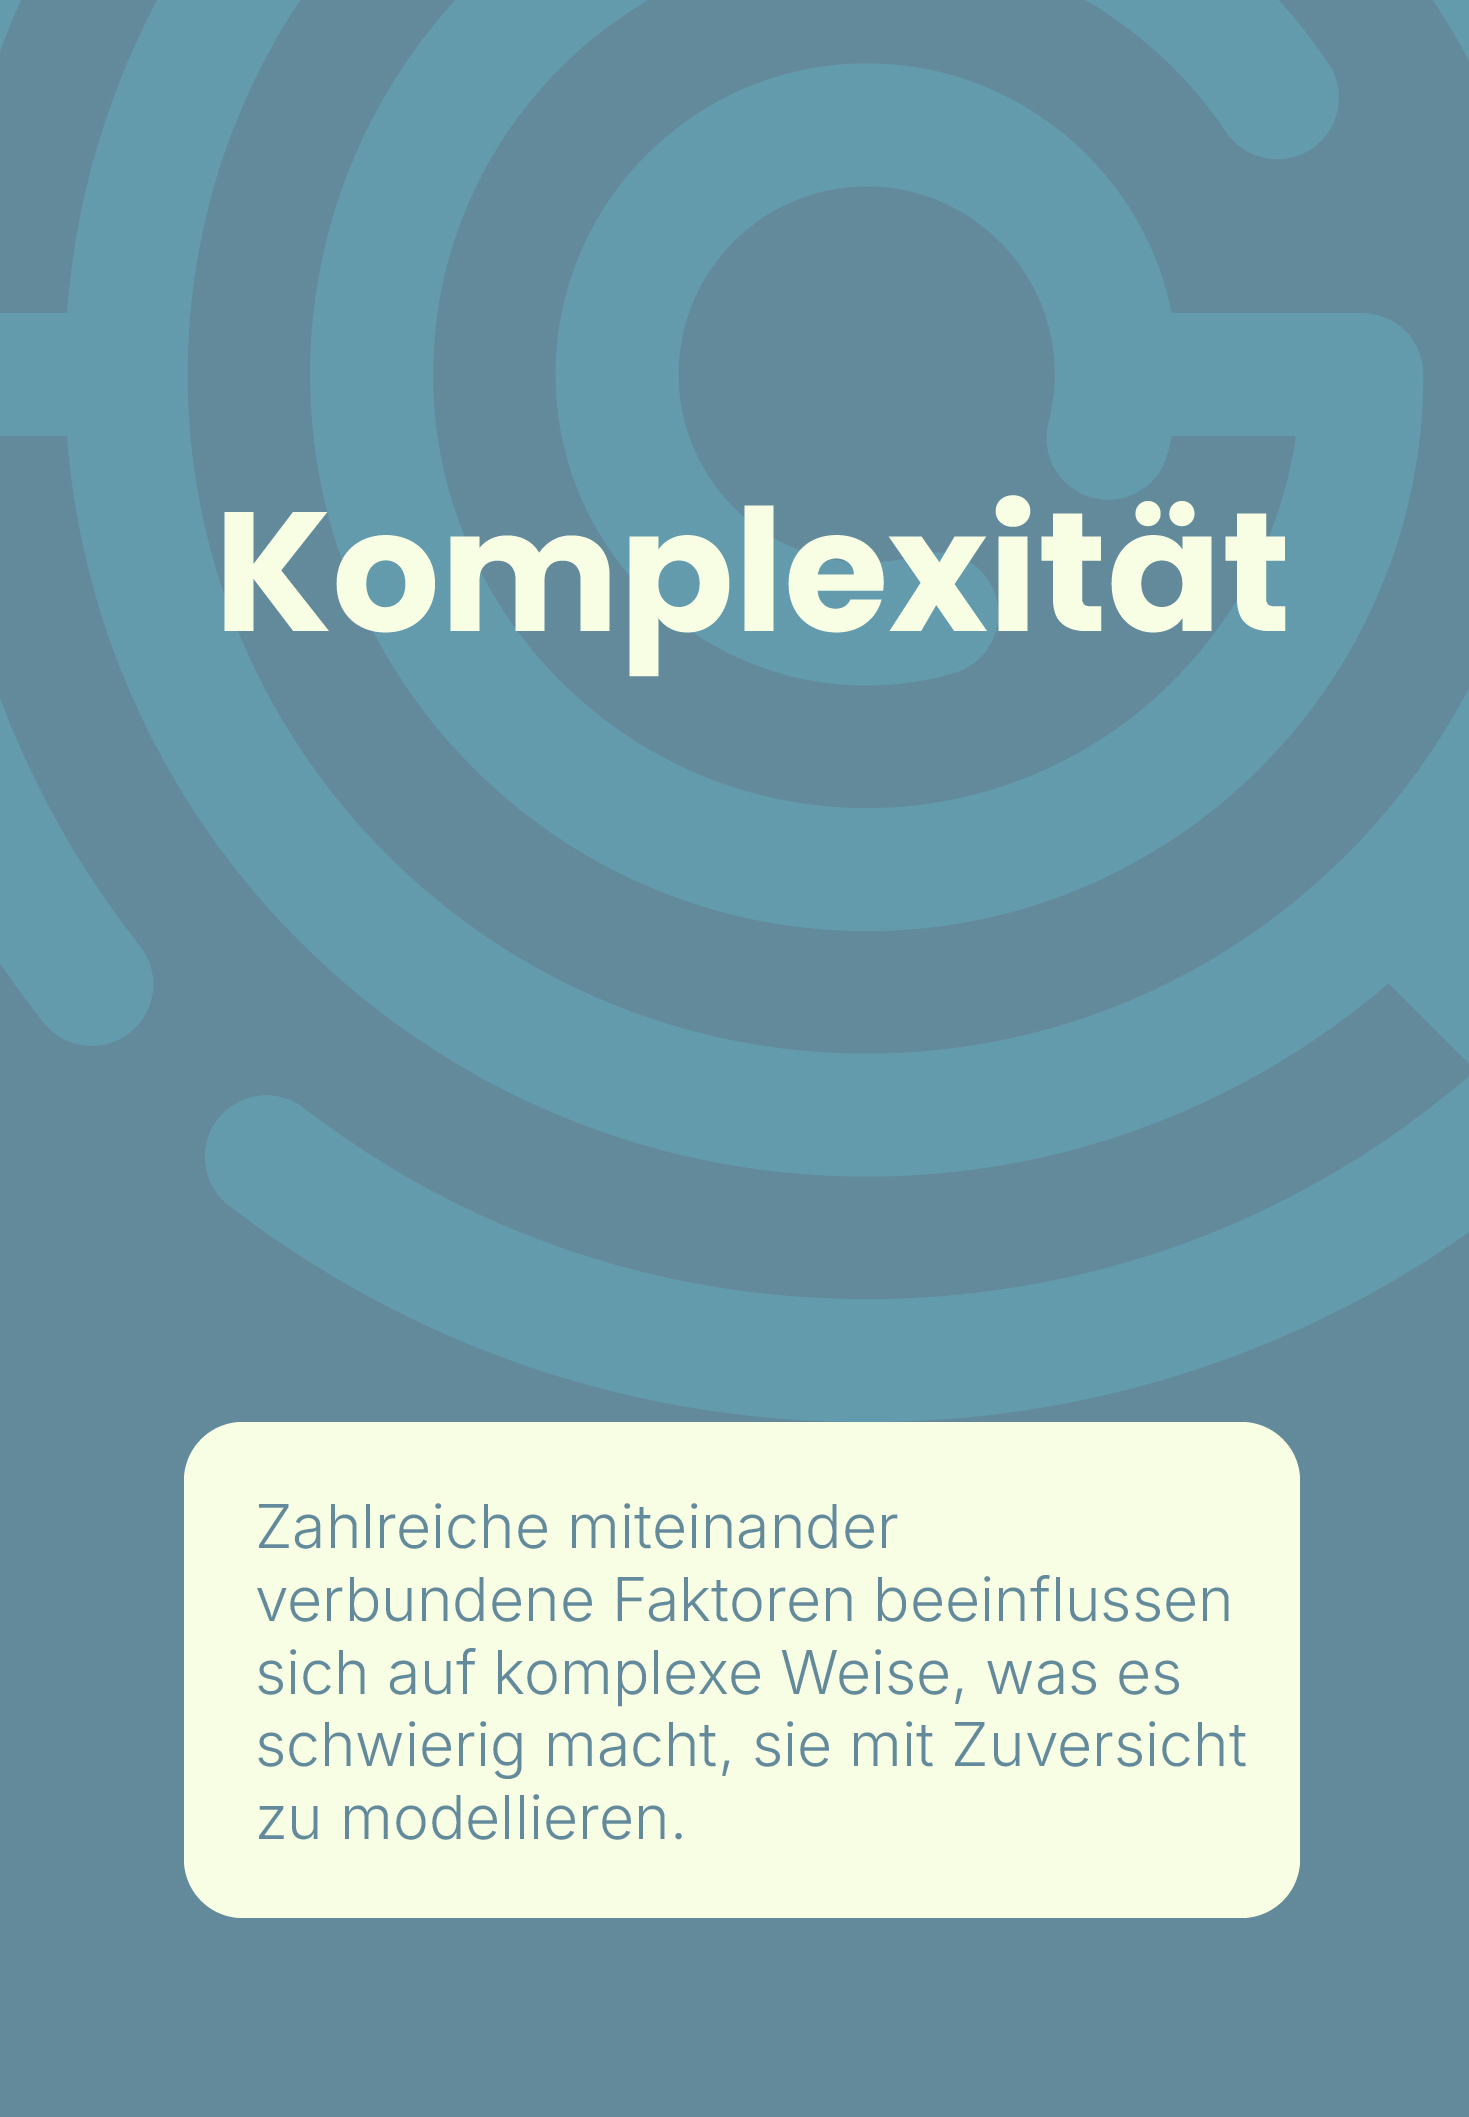 Komplexität
Zahlreiche miteinander
verbundene Faktoren beeinflussen
sich auf komplexe Weise, was es
schwierig macht, sie mit Zuversicht
zu modellieren.